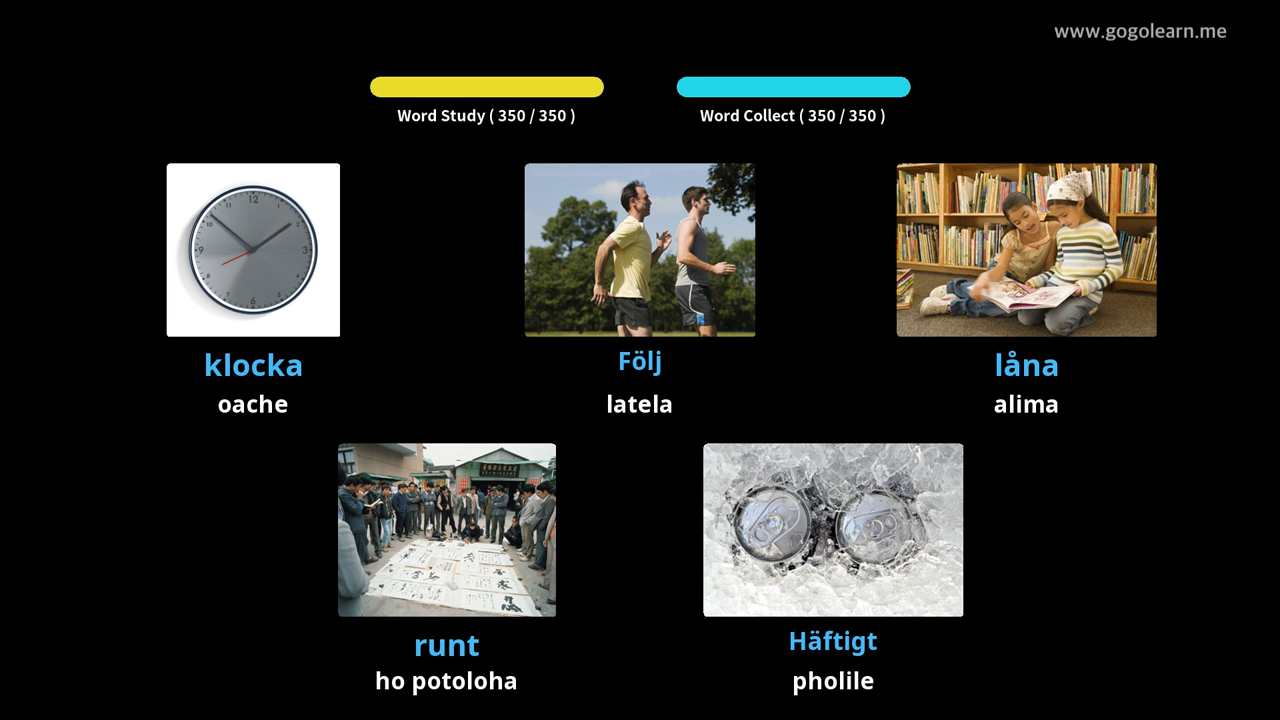 www.gogolearn.me
Word Study ( 350 / 350 )
Word Collect ( 350 / 350 )
klocka
oache
Följ
latela
låna
alima
runt
ho potoloha
Häftigt
pholile